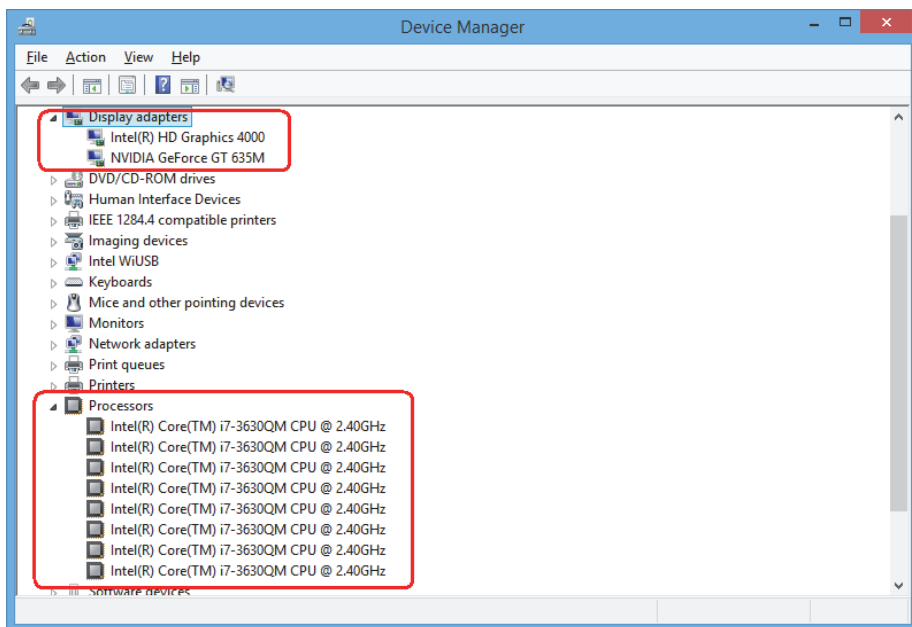 Device Manager
File Action View Help
Display adapters
Intel(R) HD Graphics 4000
NVIDIA GeForce GT 635M
DVD/CD-ROM drives
Human Interface Devices
IEEE 1284.4 compatible printers
Imaging devices
Intel WiUSB
Keyboards
Mice and other pointing devices
Monitors
Network adapters
Print queues
Printers
Processors
Intel(R) Core(TM) i7-3630QM CPU @ 2.40GHz
Intel(R) Core(TM) i7-3630QM CPU @ 2.40GHz
Intel(R) Core(TM) i7-3630QM CPU @ 2.40GHz
Intel(R) Core(TM) i7-3630QM CPU @ 2.40GHz
Intel(R) Core(TM) i7-3630QM CPU @ 2.40GHz
Intel(R) Core(TM) i7-3630QM CPU @ 2.40GHz
Intel(R) Core(TM) i7-3630QM CPU @ 2.40GHz
Intel(R) Core(TM) i7-3630QM CPU @ 2.40GHz
Software devices